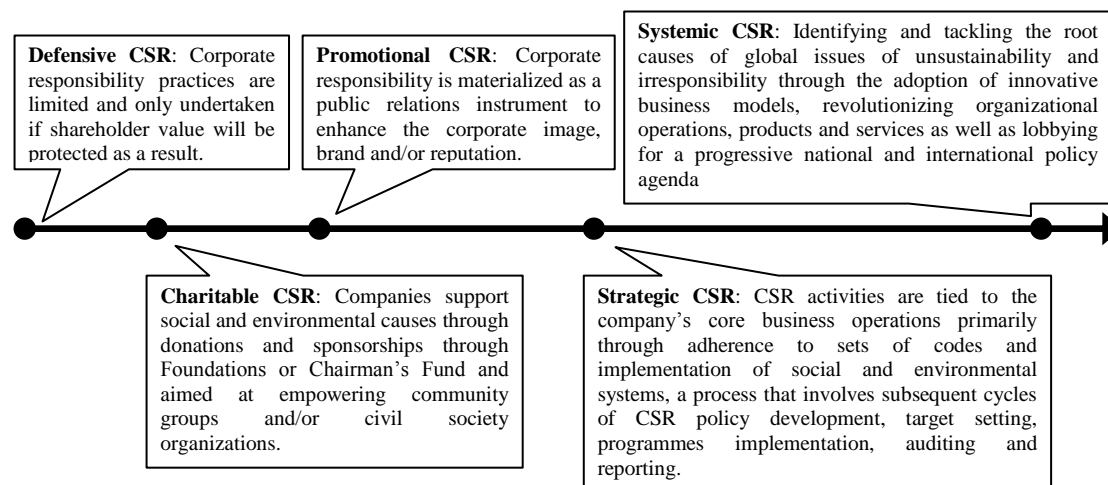 Defensive CSR: Corporate
responsibility practices are
limited and only undertaken
if shareholder value will be
protected as a result.
Charitable CSR: Companies support
social and environmental causes through
donations and sponsorships through
Foundations or Chairman's Fund and
aimed at empowering community
groups and/or civil society
organizations.
Promotional CSR: Corporate
responsibility is materialized as a
public relations instrument to
enhance the corporate image,
brand and/or reputation.
Strategic CSR: CSR activities are tied to the
company's core business operations primarily
through adherence to sets of codes and
implementation of social and environmental
systems, a process that involves subsequent cycles
of CSR policy development, target setting,
programmes implementation, auditing and
reporting.
Systemic CSR: Identifying and tackling the root
causes of global issues of unsustainability and
irresponsibility through the adoption of innovative
business models, revolutionizing organizational
operations, products and services as well as lobbying
for a progressive national and international policy
agenda